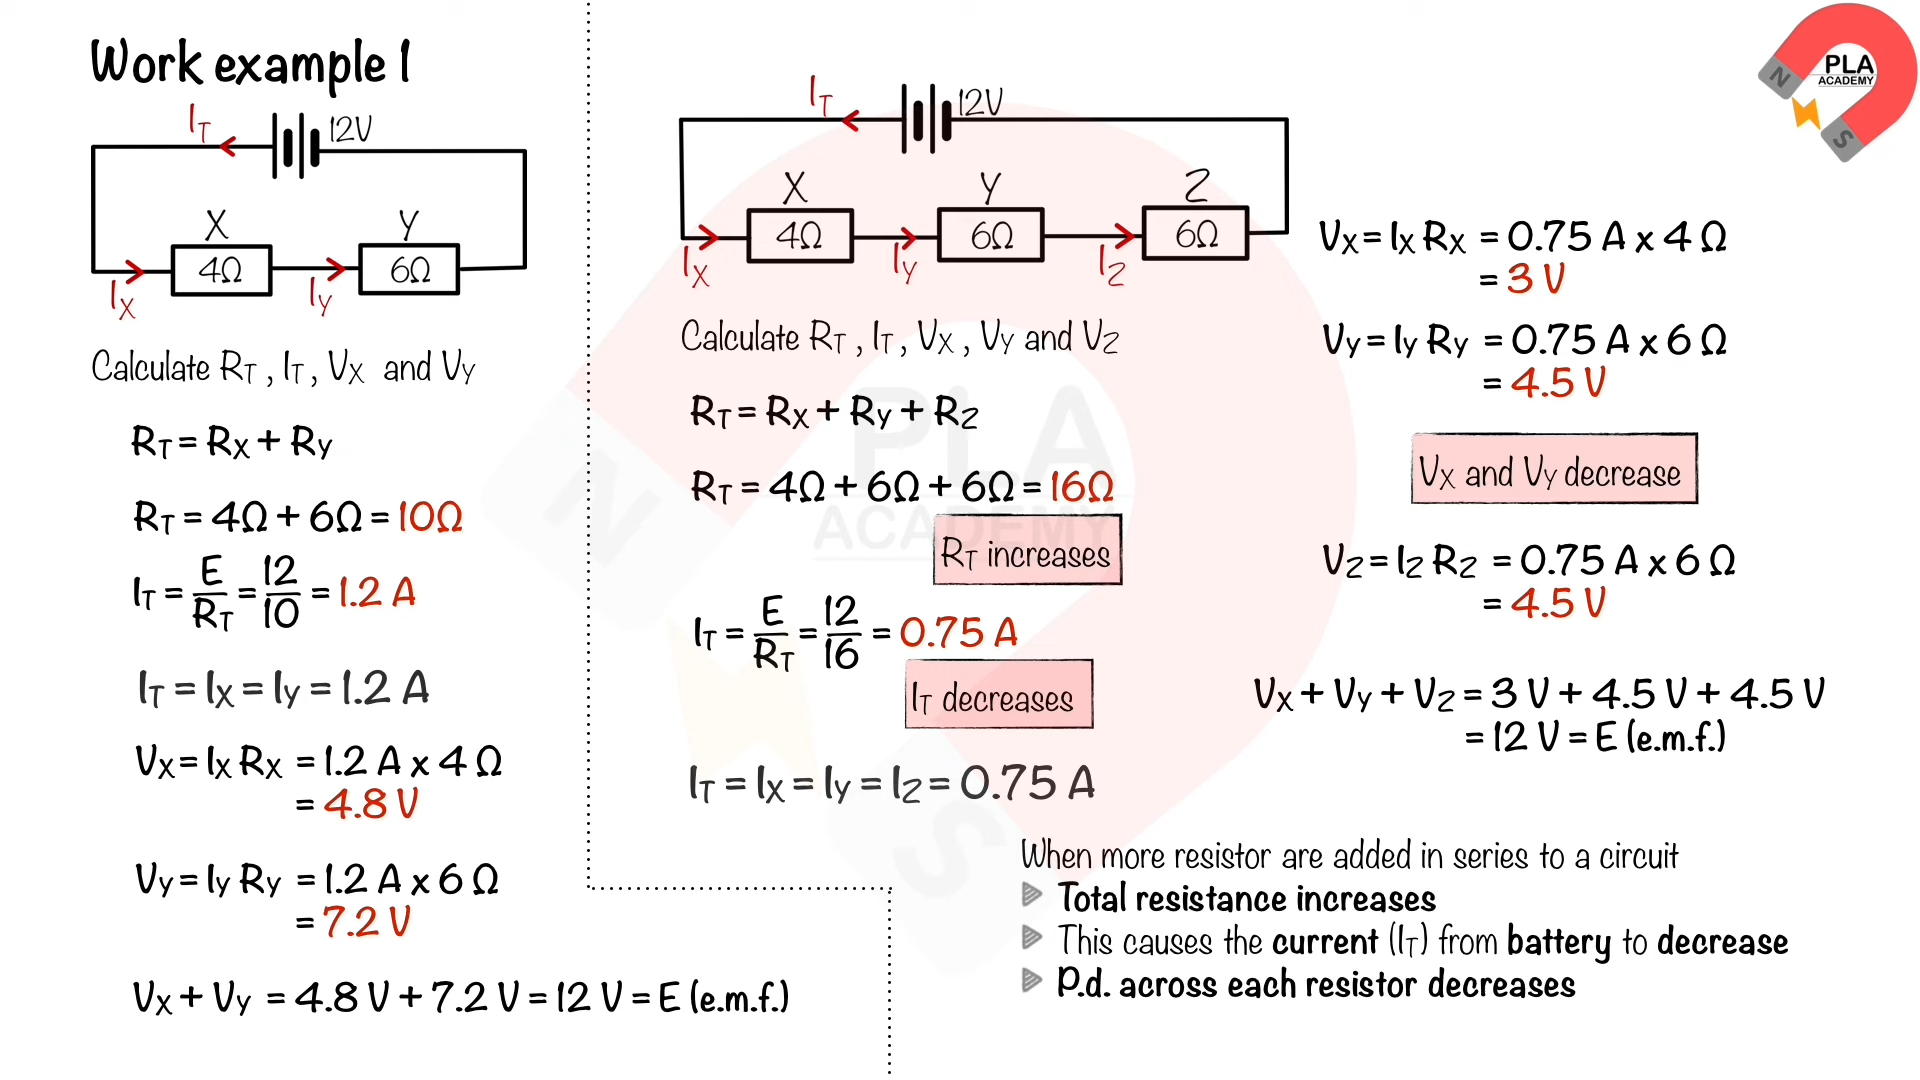 Work example 1
IT
12V
X
Y
4Ω
6Ω
IX
IY
Calculate RT , IT , VX and VY
RT = RX + RY
RT = 4Ω + 6Ω = 10Ω
IT = E/RT = 12/10 = 1.2 A
IT = IX = IY = 1.2 A
VX = IX RX = 1.2 A x 4 Ω
= 4.8 V
VY = IY RY = 1.2 A x 6 Ω
= 7.2 V
VX + VY = 4.8 V + 7.2 V = 12 V = E (e.m.f.)
IT
12V
X
Y
Z
4Ω
6Ω
6Ω
IX
IY
IZ
Calculate RT , IT , VX , VY and VZ
RT = RX + RY + RZ
RT = 4Ω + 6Ω + 6Ω = 16Ω
RT increases
IT = E/RT = 12/16 = 0.75 A
IT decreases
IT = IX = IY = IZ = 0.75 A
VX = IX RX = 0.75 A x 4 Ω
= 3 V
VY = IY RY = 0.75 A x 6 Ω
= 4.5 V
VX and VY decrease
VZ = IZ RZ = 0.75 A x 6 Ω
= 4.5 V
VX + VY + VZ = 3 V + 4.5 V + 4.5 V
= 12 V = E (e.m.f.)
When more resistor are added in series to a circuit
Total resistance increases
This causes the current (IT) from battery to decrease
P.d. across each resistor decreases
N
PLA
ACADEMY
S
N
PLA
ACADEMY
S